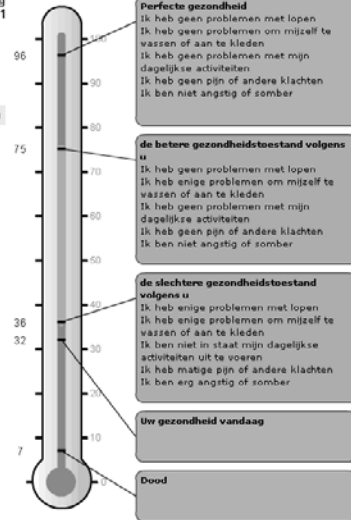 1
Perfecte gezondheid
Ik heb geen problemen met lopen
Ik heb geen problemen om mijzelf te
wassen of aan te kleden
Ik heb geen problemen met mijn
dagelijkse activiteiten
Ik heb geen pijn of andere klachten
Ik ben niet angstig of somber
100
96
90
80
de betere gezondheidstoestand volgens
u
Ik heb geen problemen met lopen
Ik heb enige problemen om mijzelf te
wassen of aan te kleden
Ik heb geen problemen met mijn
dagelijkse activiteiten
Ik heb geen pijn of andere klachten
Ik ben niet angstig of somber
75
70
60
50
de slechtere gezondheidstoestand
volgens u
Ik heb enige problemen met lopen
Ik heb enige problemen om mijzelf te
wassen of aan te kleden
Ik ben niet in staat mijn dagelijkse
activiteiten uit te voeren
Ik heb matige pijn of andere klachten
Ik ben erg angstig of somber
40
36
32
30
20
Uw gezondheid vandaag
10
7
Dood
0